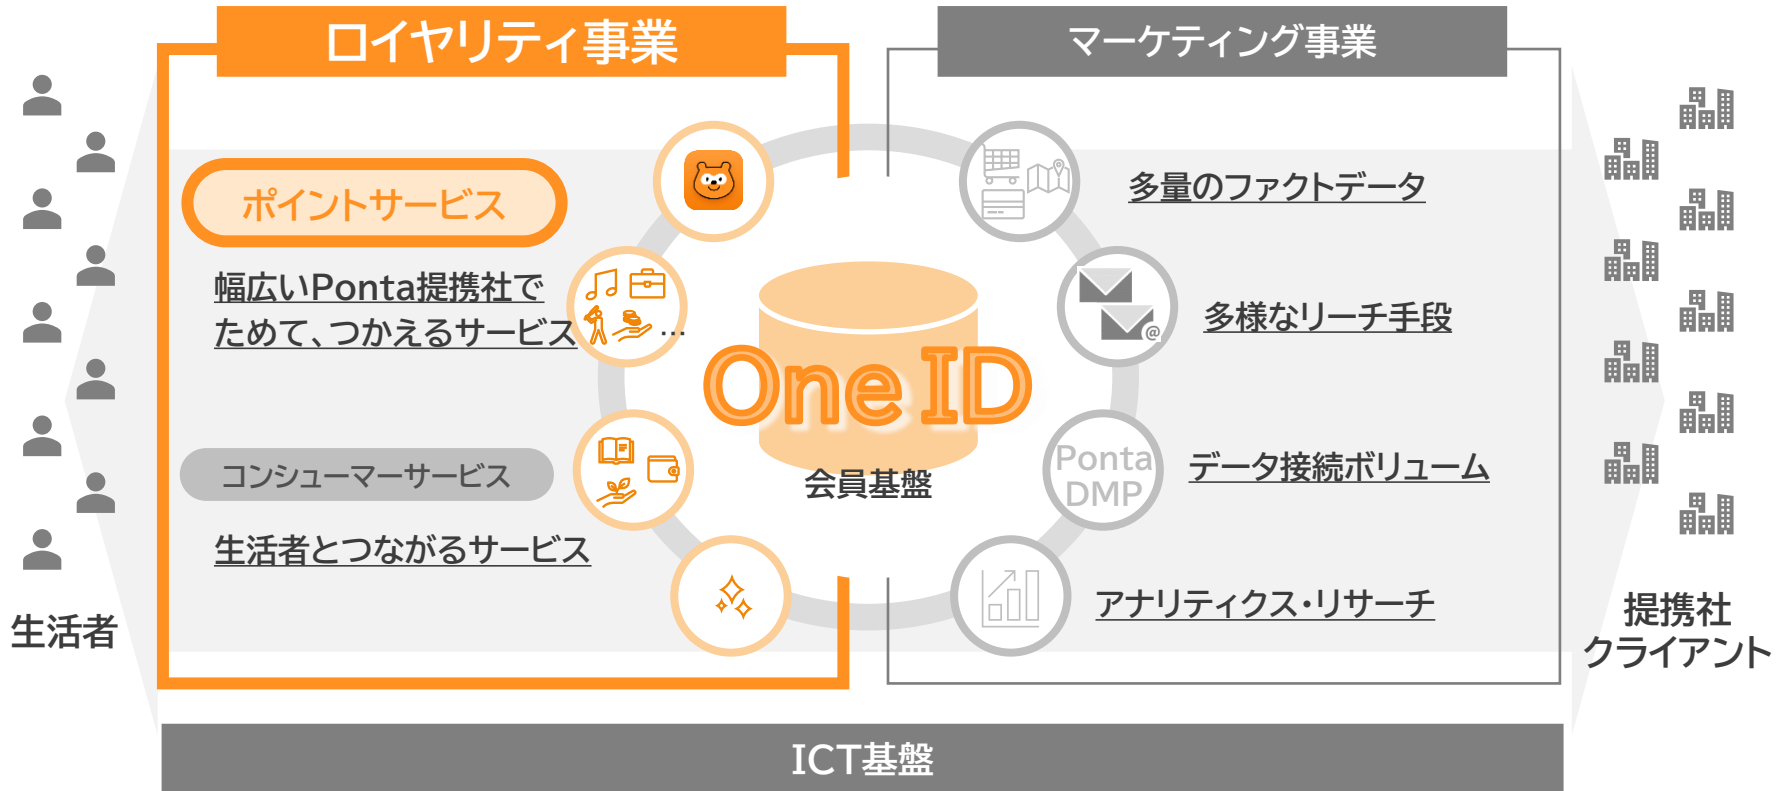 ロイヤリティ事業
マーケティング事業
ポイントサービス
幅広いPonta提携社で
ためて、つかえるサービス
…
コンシューマーサービス
生活者とつながるサービス
One ID
会員基盤
多量のファクトデータ
@
多様なリーチ手段
Ponta
DMP
データ接続ボリューム
アナリティクス・リサーチ
生活者
提携社
クライアント
ICT基盤